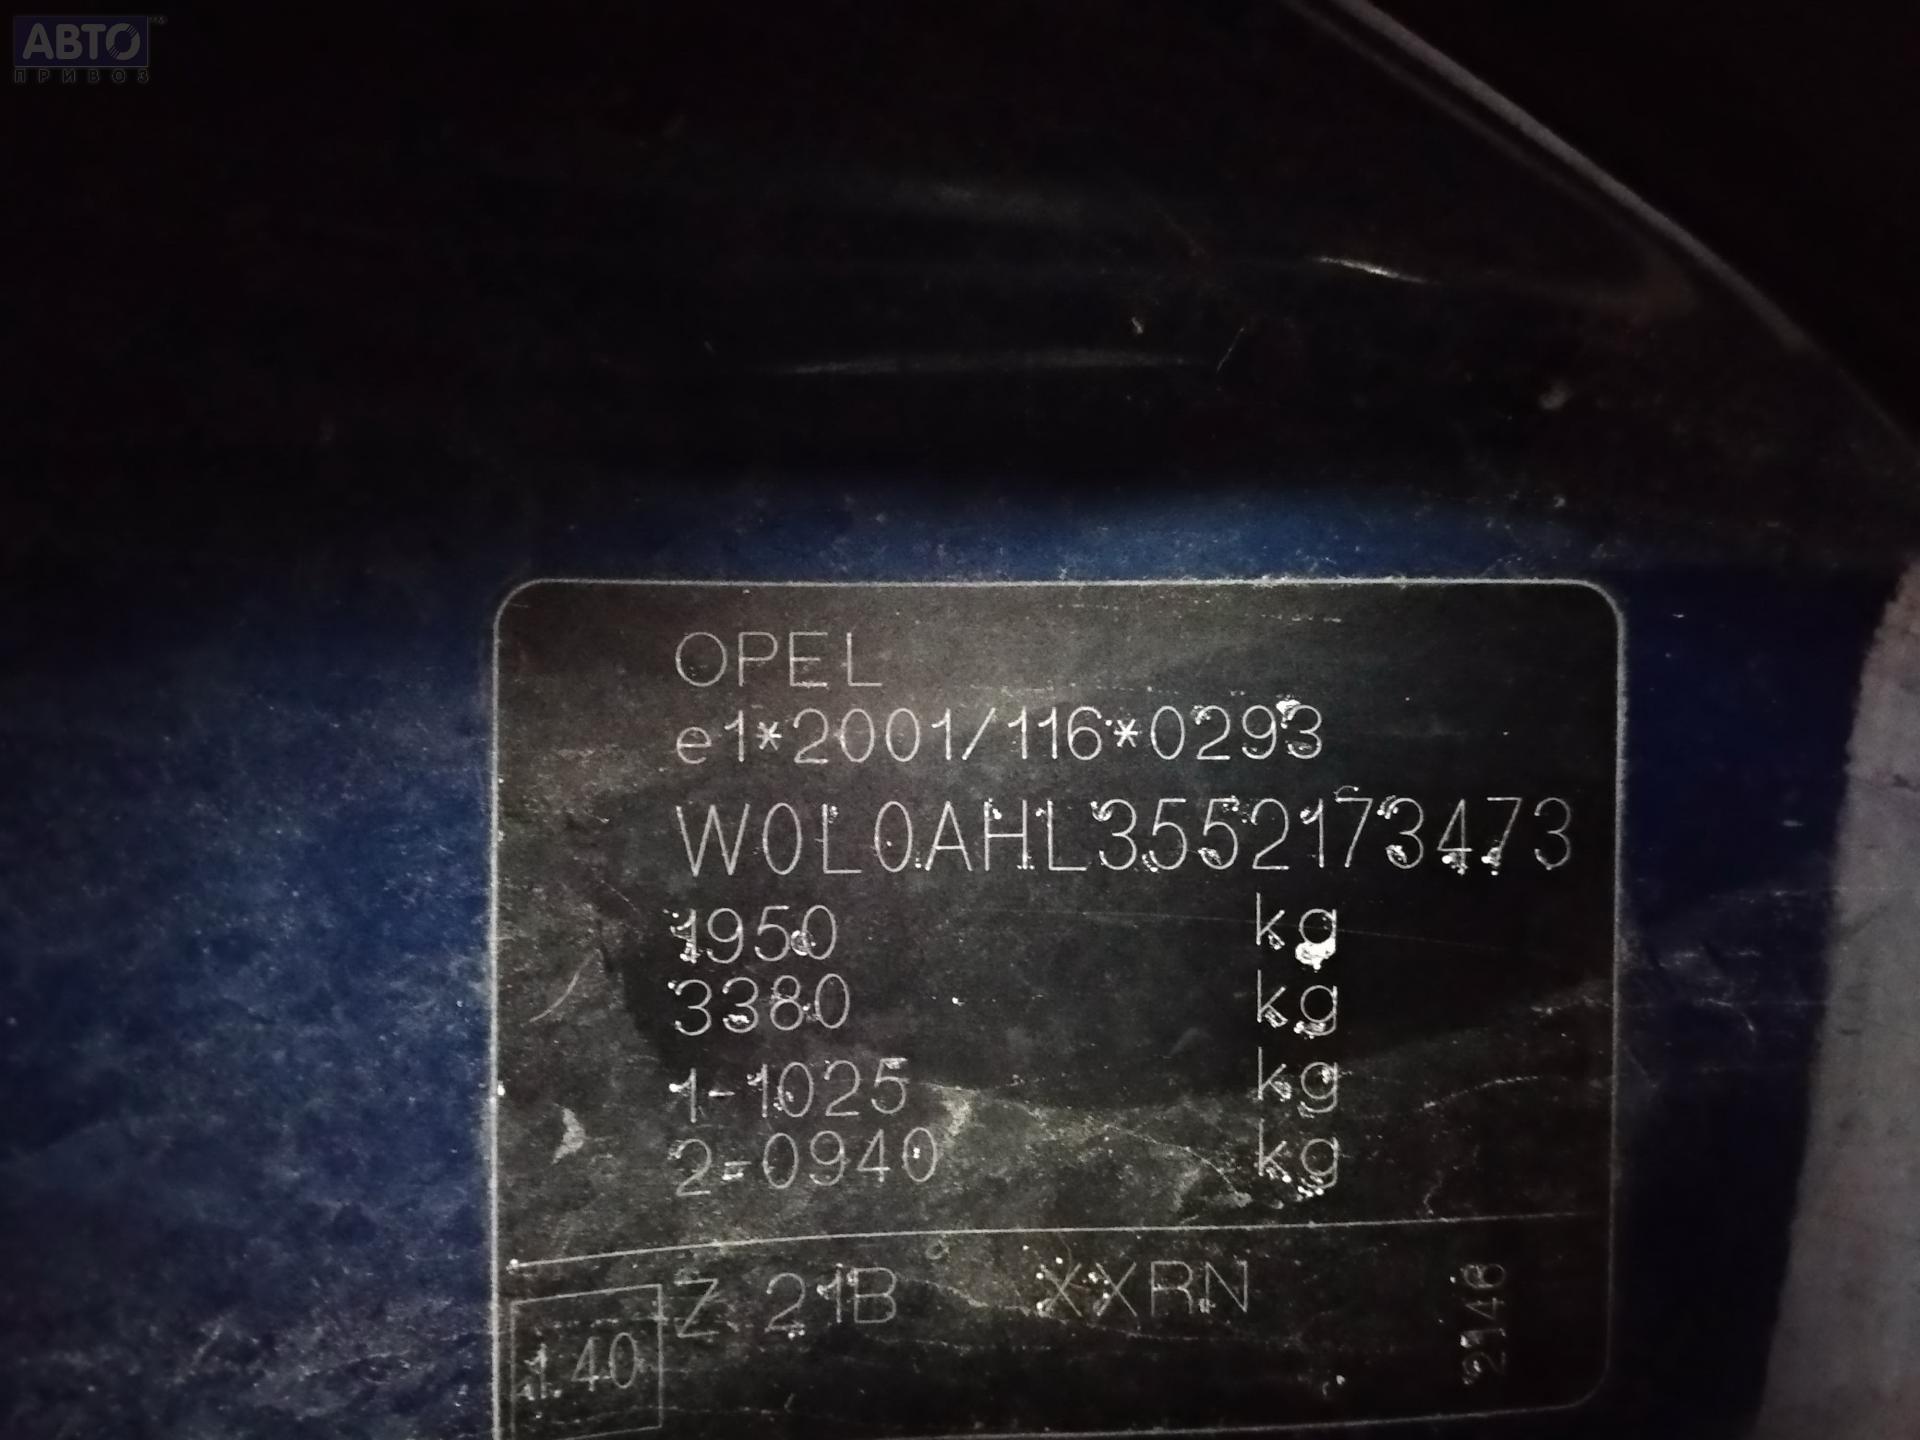 АВТО
ПРИВОЗ
OPEL
e1*2001/116*0293
W0L0AHL3552173473
1950 kg
3380 kg
1-1025 kg
2-0940 kg
Z 21B XXRN
1.40
2146